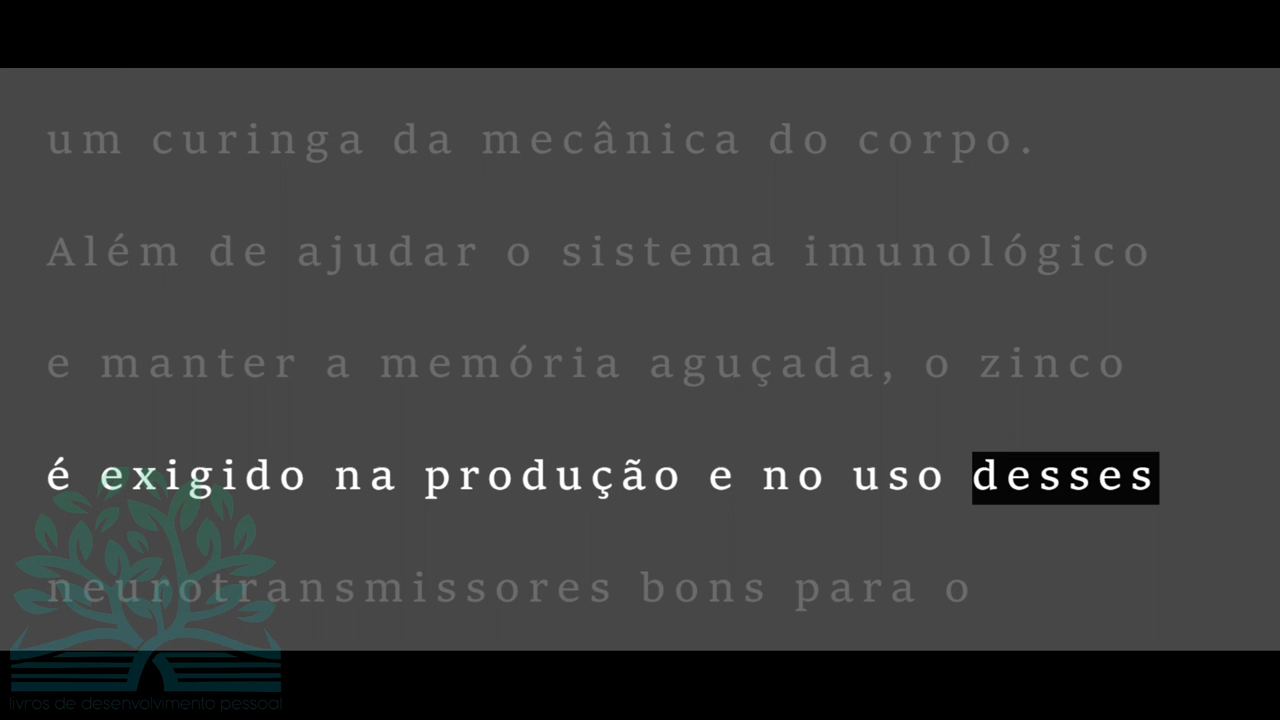 um curinga da mecânica do corpo.
Além de ajudar o sistema imunológico
e manter a memória aguçada, o zinco
é exigido na produção e no uso desses
neurotransmissores bons para o
livros de desenvolvimento pessoal